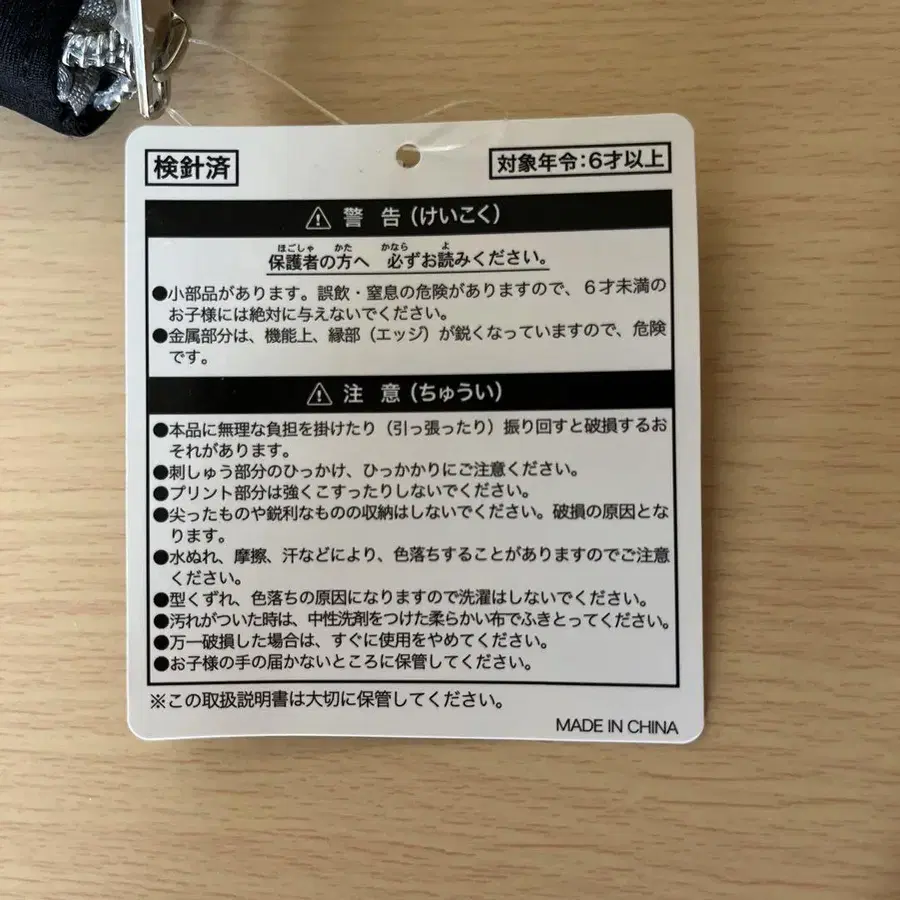 検針済
対象年令:6才以上
⚠ 警 告(けいこく)
ほごしゃ かた かなら よ
保護者の方へ 必ずお読みください。
●小部品があります。誤飲・窒息の危険がありますので、6才未満の
お子様には絶対に与えないでください。
●金属部分は、機能上、縁部(エッジ)が鋭くなっていますので、危険
です。
⚠ 注 意(ちゅうい)
●本品に無理な負担を掛けたり(引っ張ったり)振り回すと破損するお
それがあります。
●刺しゅう部分のひっかけ、ひっかかりにご注意ください。
●プリント部分は強くこすったりしないでください。
●尖ったものや鋭利なものの収納はしないでください。破損の原因とな
ります。
●水ぬれ、摩擦、汗などにより、色落ちすることがありますのでご注意
ください。
●型くずれ、色落ちの原因になりますので洗濯はしないでください。
●汚れがついた時は、中性洗剤をつけた柔らかい布でふきとってください。
●万一破損した場合は、すぐに使用をやめてください。
●お子様の手の届かないところに保管してください。
※この取扱説明書は大切に保管してください。
MADE IN CHINA